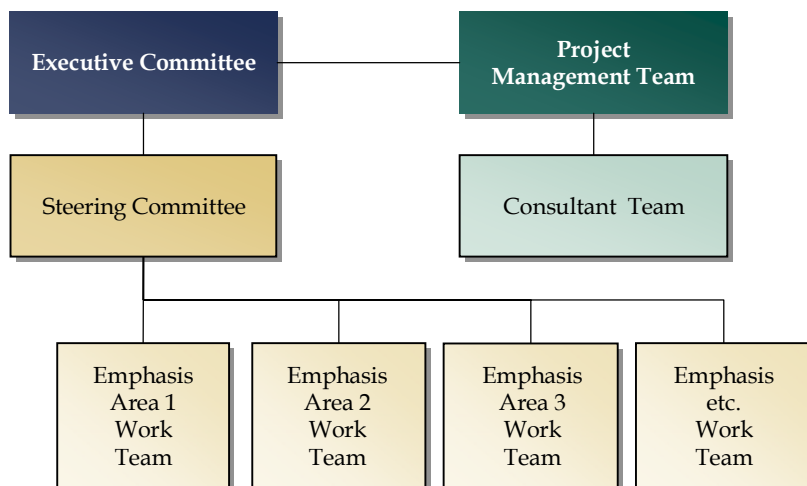 Executive Committee
Project
Management Team
Steering Committee
Consultant Team
Emphasis
Area 1
Work
Team
Emphasis
Area 2
Work
Team
Emphasis
Area 3
Work
Team
Emphasis
etc.
Work
Team